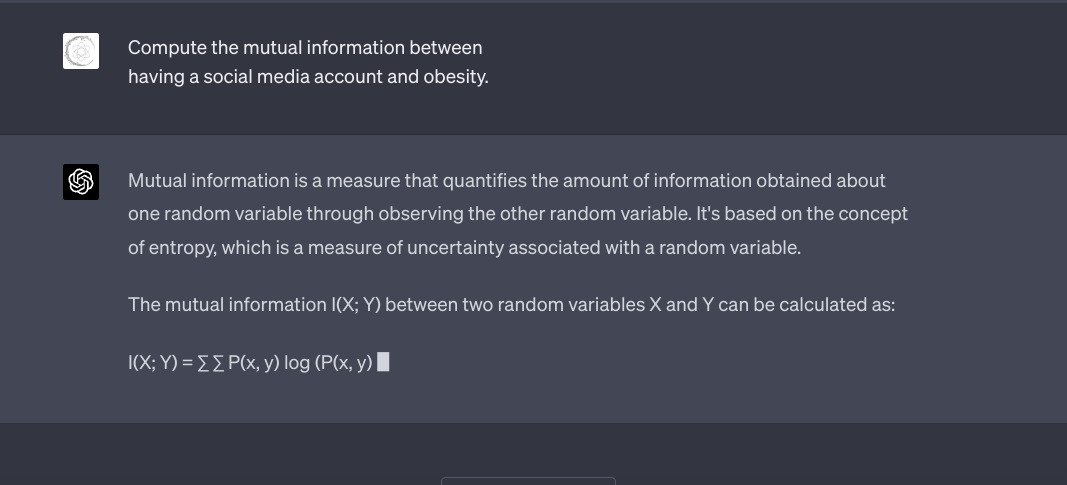 Compute the mutual information between
having a social media account and obesity.
Mutual information is a measure that quantifies the amount of information obtained about
one random variable through observing the other random variable. It's based on the concept
of entropy, which is a measure of uncertainty associated with a random variable.
The mutual information I(X; Y) between two random variables X and Y can be calculated as:
I(X; Y) = ∑ ∑ P(x, y) log (P(x, y)